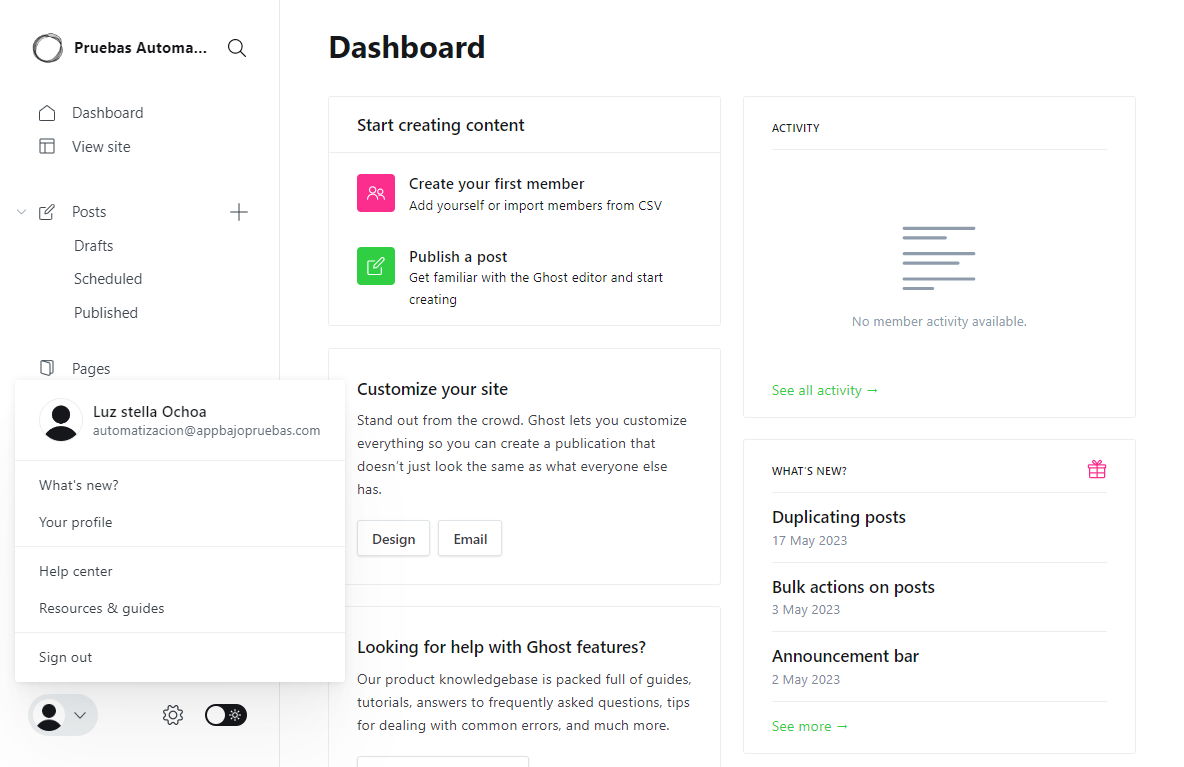 Pruebas Automa...
Dashboard
View site
Posts
Drafts
Scheduled
Published
Pages
Luz stella Ochoa
automatizacion@appbajopruebas.com
What's new?
Your profile
Help center
Resources & guides
Sign out
Dashboard
Start creating content
Create your first member
Add yourself or import members from CSV
Publish a post
Get familiar with the Ghost editor and start
creating
Customize your site
Stand out from the crowd. Ghost lets you customize
everything so you can create a publication that
doesn't just look the same as what everyone else
has.
Design
Email
Looking for help with Ghost features?
Our product knowledgebase is packed full of guides,
tutorials, answers to frequently asked questions, tips
for dealing with common errors, and much more.
ACTIVITY
No member activity available.
See all activity →
WHAT'S NEW?
Duplicating posts
17 May 2023
Bulk actions on posts
3 May 2023
Announcement bar
2 May 2023
See more →